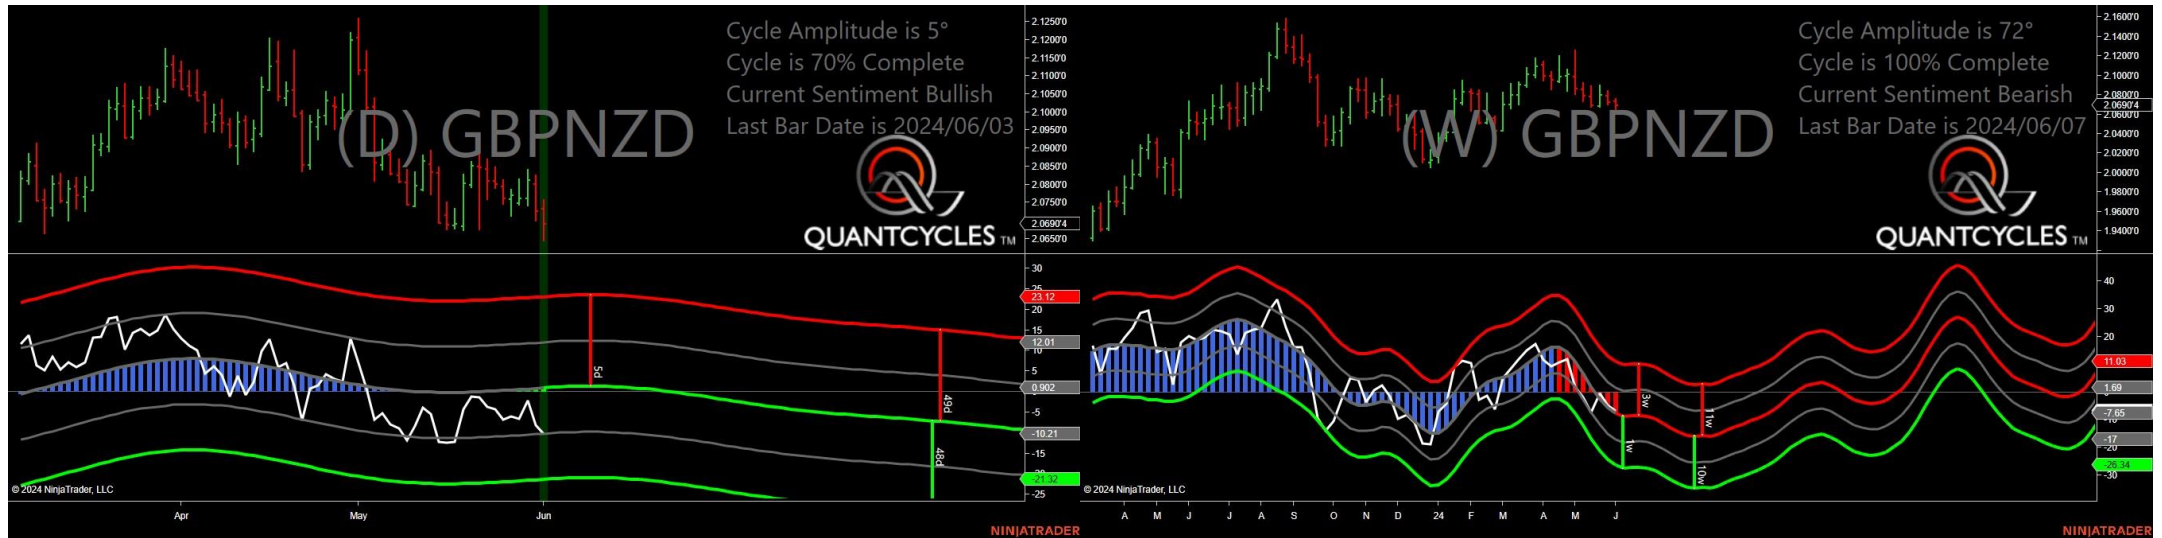 Cycle Amplitude is 5°
Cycle is 70% Complete
Current Sentiment Bullish
Last Bar Date is 2024/06/03
(D) GBPNZD
QUANTCYCLES TM
2.1250'0
2.1200'0
2.1150'0
2.1100'0
2.1050'0
2.1000'0
2.0950'0
2.0900'0
2.0850'0
2.0800'0
2.0750'0
2.0690'4
2.0650'0
30
25
23.12
20
15
12.01
10
5
0.902
-5
-10.21
-15
-21.32
-25
5d
49d
48d
© 2024 NinjaTrader, LLC
Apr
May
Jun
NINJATRADER
Cycle Amplitude is 72°
Cycle is 100% Complete
Current Sentiment Bearish
Last Bar Date is 2024/06/07
(W) GBPNZD
QUANTCYCLES TM
2.1600'0
2.1400'0
2.1200'0
2.1000'0
2.0800'0
2.0690'4
2.0600'0
2.0400'0
2.0200'0
2.0000'0
1.9800'0
1.9600'0
1.9400'0
40
30
20
11.03
1.69
-7.65
-10
-17
-20
-26.34
-30
3w
1w
11w
10w
© 2024 NinjaTrader, LLC
A M J J A S O N D 24 F M A M J
NINJATRADER